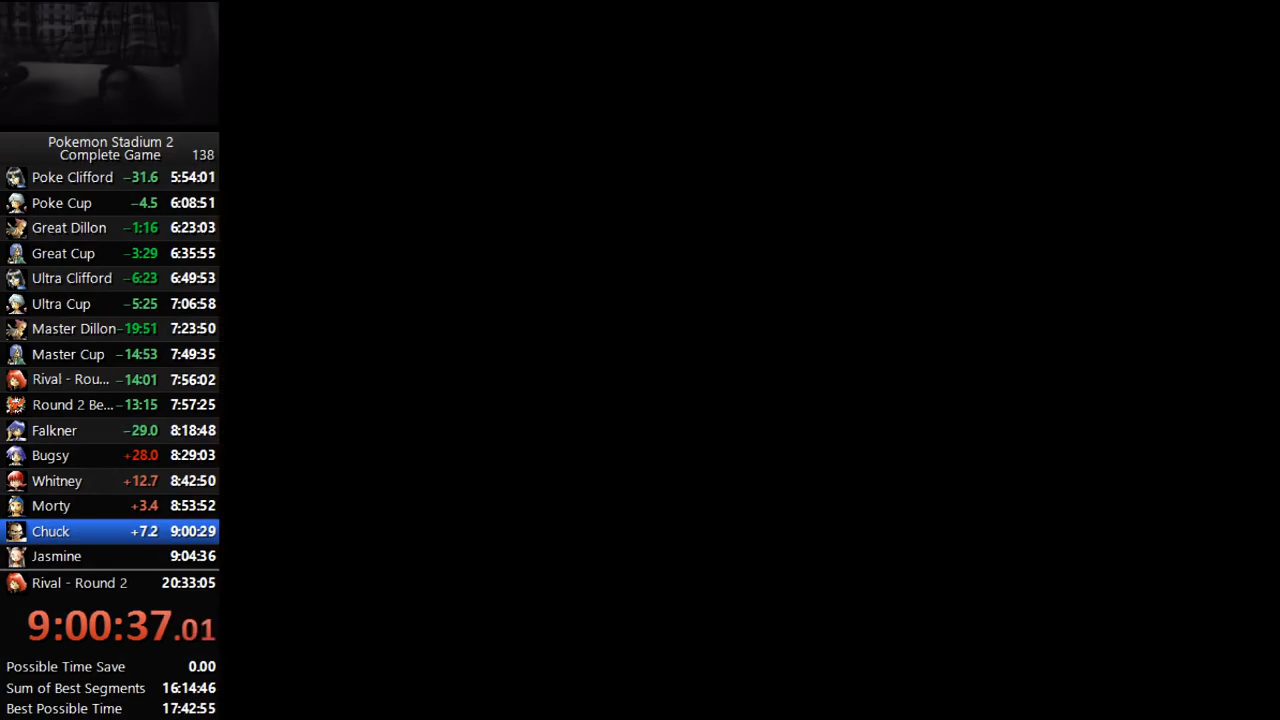 Pokemon Stadium 2
Complete Game 138
Poke Clifford −31.6 5:54:01
Poke Cup −4.5 6:08:51
Great Dillon −1:16 6:23:03
Great Cup −3:29 6:35:55
Ultra Clifford −6:23 6:49:53
Ultra Cup −5:25 7:06:58
Master Dillon −19:51 7:23:50
Master Cup −14:53 7:49:35
Rival - Rou... −14:01 7:56:02
Round 2 Be... −13:15 7:57:25
Falkner −29.0 8:18:48
Bugsy +28.0 8:29:03
Whitney +12.7 8:42:50
Morty +3.4 8:53:52
Chuck +7.2 9:00:29
Jasmine 9:04:36
Rival - Round 2 20:33:05
9:00:37.01
Possible Time Save 0.00
Sum of Best Segments 16:14:46
Best Possible Time 17:42:55